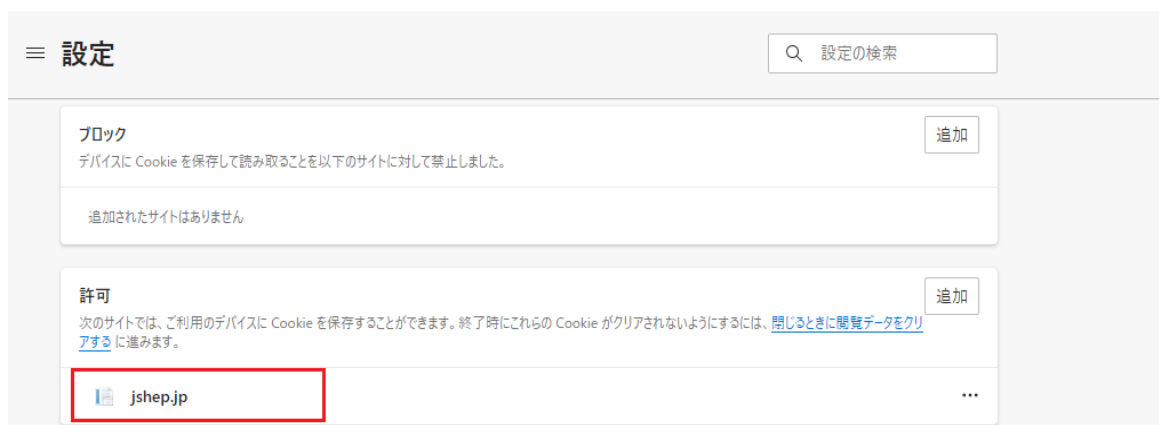 設定
設定の検索
ブロック
追加
デバイスに Cookie を保存して読み取ることを以下のサイトに対して禁止しました。
追加されたサイトはありません
許可
追加
次のサイトでは、ご利用のデバイスに Cookie を保存することができます。終了時にこれらの Cookie がクリアされないようにするには、閉じるときに閲覧データをクリ
アする に進みます。
jshep.jp